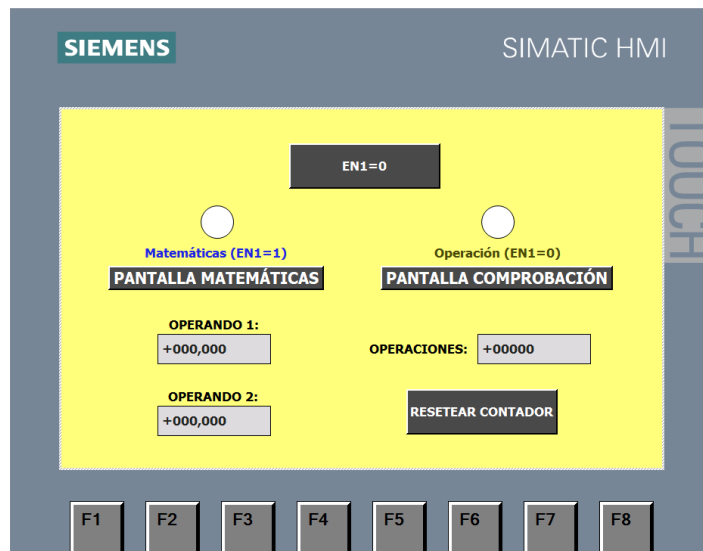 SIEMENS
SIMATIC HMI
TOUCH
EN1=0
Matemáticas (EN1=1)
Operación (EN1=0)
PANTALLA MATEMÁTICAS
PANTALLA COMPROBACIÓN
OPERANDO 1:
+000,000
OPERACIONES:
+00000
OPERANDO 2:
+000,000
RESETEAR CONTADOR
F1
F2
F3
F4
F5
F6
F7
F8